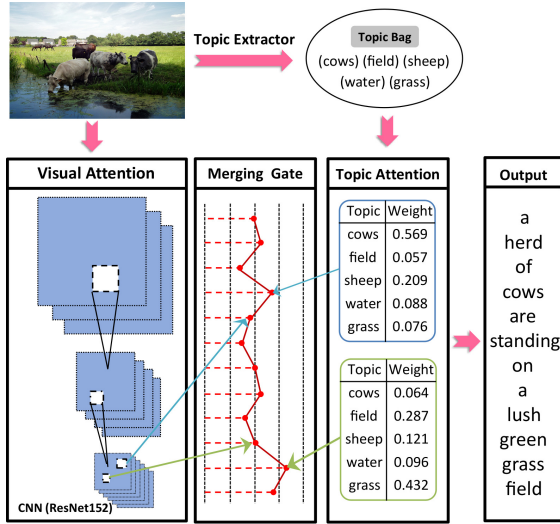 Topic Extractor
Topic Bag
(cows) (field) (sheep)
(water) (grass)
Visual Attention
CNN (ResNet152)
Merging Gate
Topic Attention
Topic Weight
cows 0.569
field 0.057
sheep 0.209
water 0.088
grass 0.076
Topic Weight
cows 0.064
field 0.287
sheep 0.121
water 0.096
grass 0.432
Output
a
herd
of
cows
are
standing
on
a
lush
green
grass
field